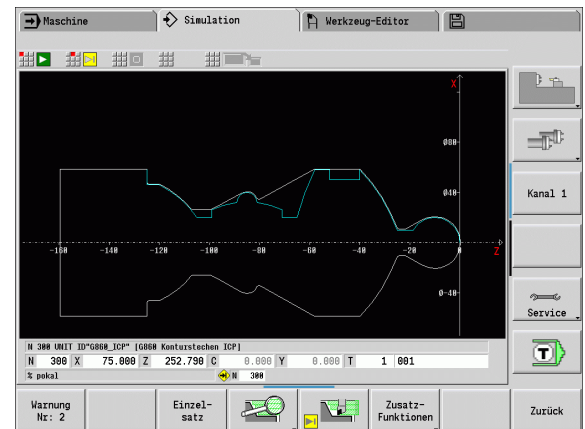 Maschine Simulation Werkzeug-Editor
X
Ø80
Ø40
-160 -140 -120 -100 -80 -60 -40 -20 0 Z
Ø-40
Kanal 1
Service
N 300 UNIT ID"G860_ICP" [G860 Konturstechen ICP]
N 300 X 75.000 Z 252.790 C 0.000 Y 0.000 T 1 001
% pokal N 300
T
Warnung Nr: 2
Einzel-satz
Zusatz-Funktionen
Zurück